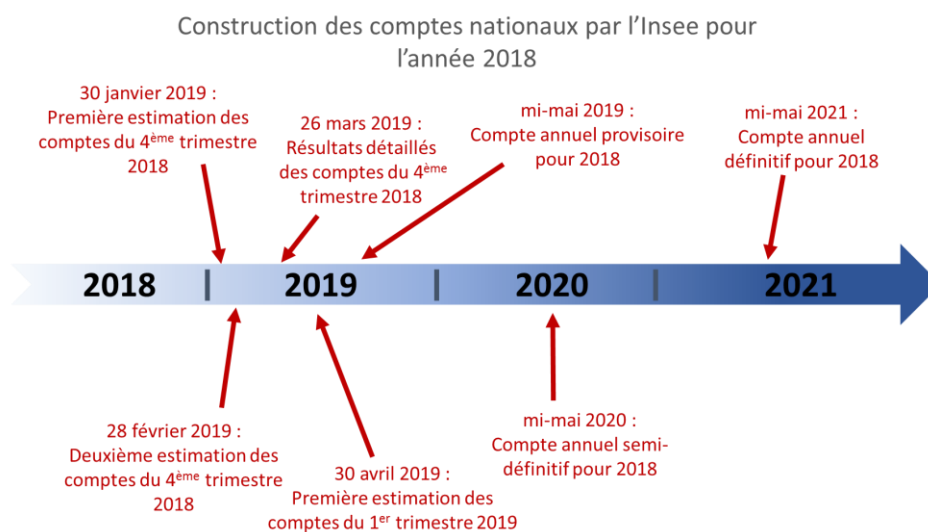 Construction des comptes nationaux par l'Insee pour
l'année 2018
30 janvier 2019 :
Première estimation des
comptes du 4ème trimestre
2018
26 mars 2019 :
Résultats détaillés
des comptes du 4ème
trimestre 2018
mi-mai 2019 :
Compte annuel provisoire
pour 2018
mi-mai 2021 :
Compte annuel
définitif pour 2018
2018
2019
2020
2021
28 février 2019 :
Deuxième estimation des
comptes du 4ème trimestre
2018
30 avril 2019 :
Première estimation des
comptes du 1er trimestre 2019
mi-mai 2020 :
Compte annuel semi-
définitif pour 2018